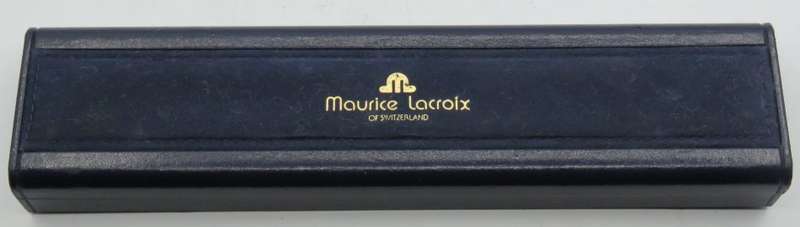 Maurice Lacroix
OF SWITZERLAND